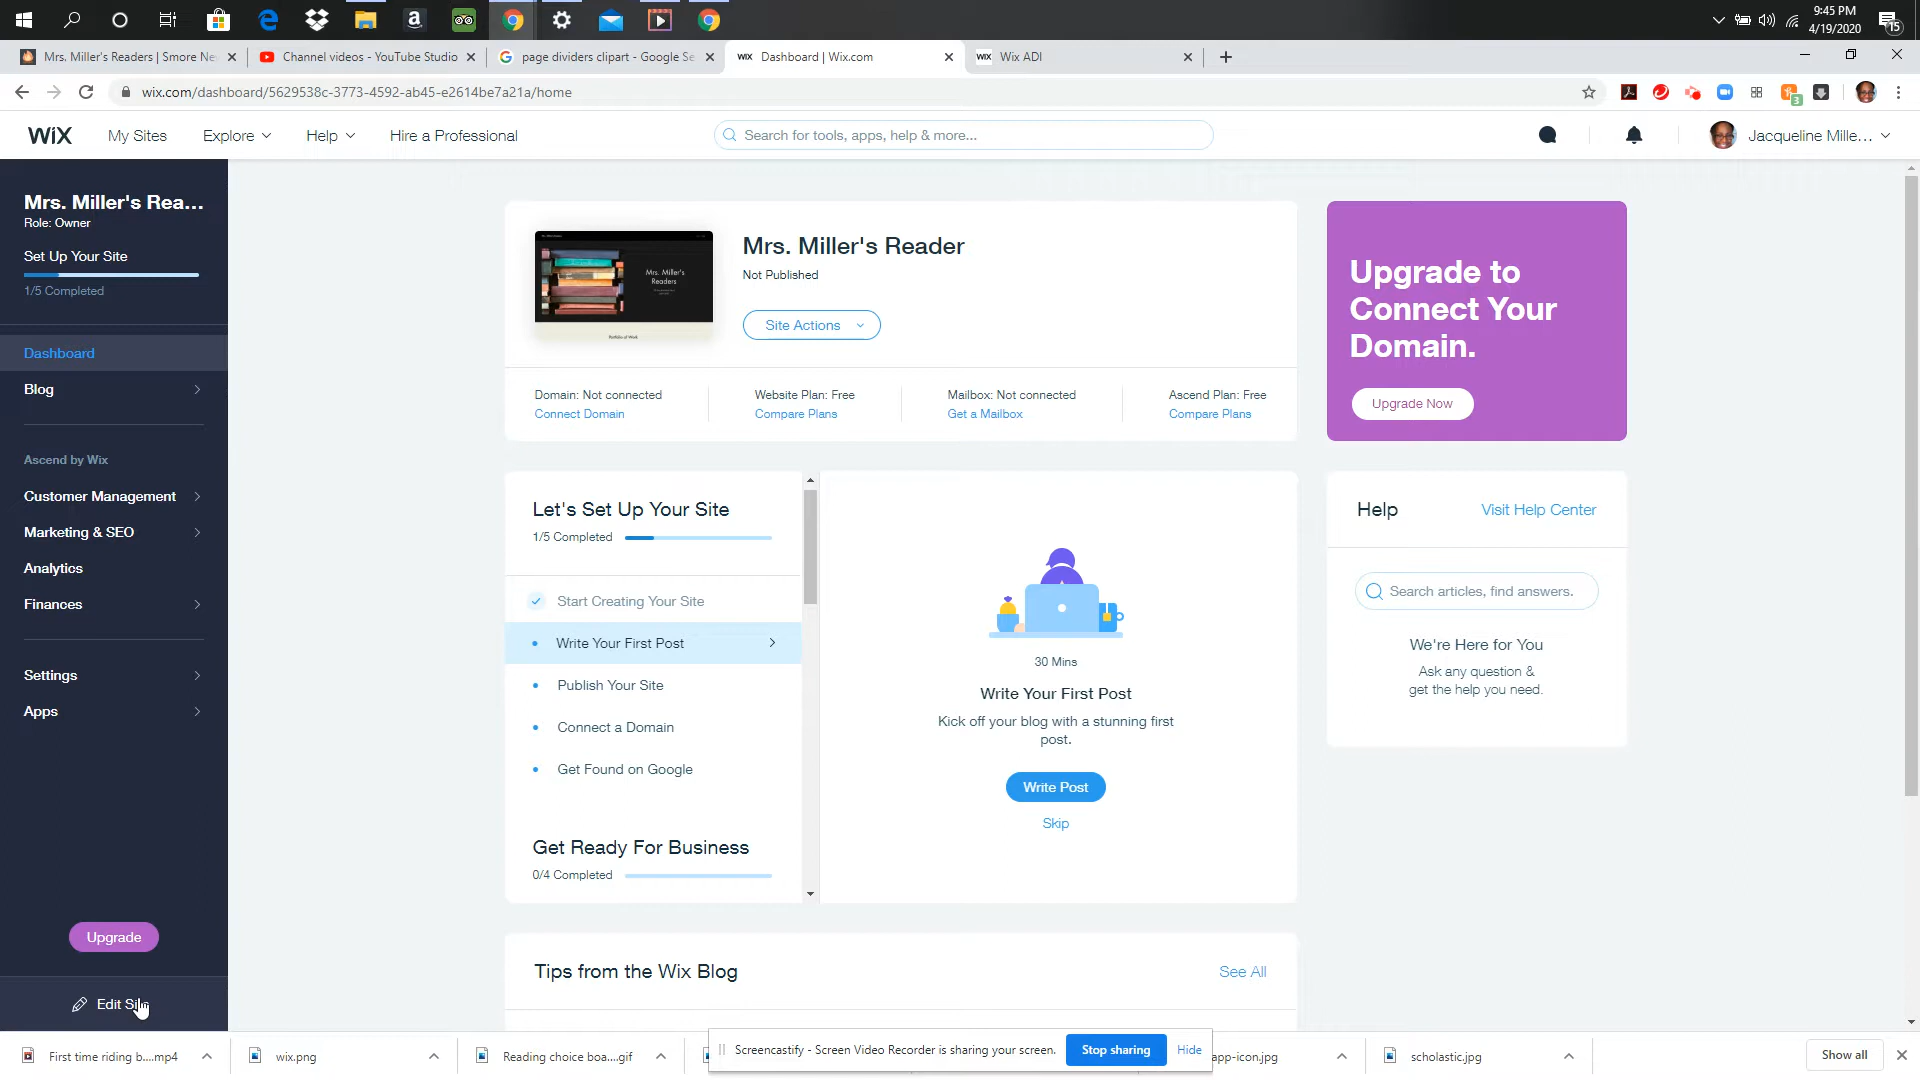 9:45 PM
4/19/2020
15
Mrs. Miller's Readers | Smore Ne
Channel videos - YouTube Studio
page dividers clipart - Google Se
WIX Dashboard | Wix.com
WIX Wix ADI
wix.com/dashboard/5629538c-3773-4592-ab45-e2614be7a21a/home
3
WIX
My Sites
Explore
Help
Hire a Professional
Search for tools, apps, help & more...
Jacqueline Mille...
Mrs. Miller's Rea...
Role: Owner
Set Up Your Site
1/5 Completed
Dashboard
Blog
Ascend by Wix
Customer Management
Marketing & SEO
Analytics
Finances
Settings
Apps
Upgrade
Edit
Mrs. Miller's
Readers
Portfolio of Work
Mrs. Miller's Reader
Not Published
Site Actions
Domain: Not connected
Connect Domain
Website Plan: Free
Compare Plans
Mailbox: Not connected
Get a Mailbox
Ascend Plan: Free
Compare Plans
Upgrade to
Connect Your
Domain.
Upgrade Now
Let's Set Up Your Site
1/5 Completed
Start Creating Your Site
Write Your First Post
Publish Your Site
Connect a Domain
Get Found on Google
Get Ready For Business
0/4 Completed
30 Mins
Write Your First Post
Kick off your blog with a stunning first
post.
Write Post
Skip
Help
Visit Help Center
Search articles, find answers.
We're Here for You
Ask any question &
get the help you need.
Tips from the Wix Blog
See All
First time riding b....mp4
wix.png
Reading choice boa....gif
Screencastify - Screen Video Recorder is sharing your screen.
Stop sharing
Hide
app-icon.jpg
scholastic.jpg
Show all